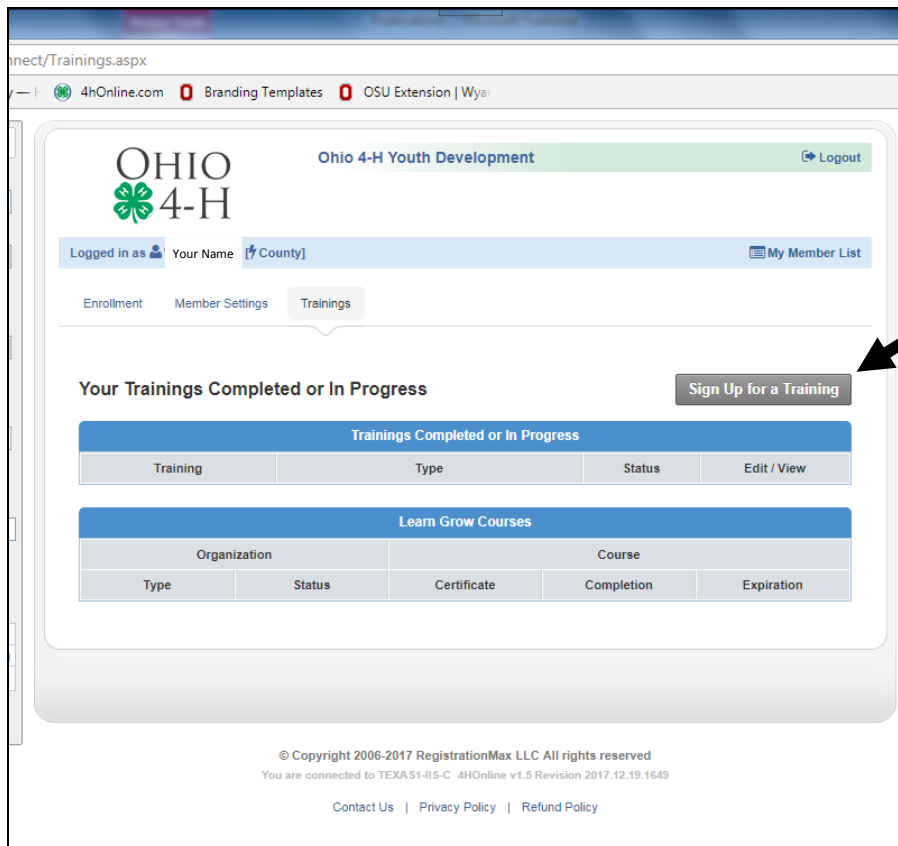 nnect/Trainings.aspx
4hOnline.com Branding Templates OSU Extension | Wyar
Ohio 4-H Youth Development Logout
OHIO
4-H
Logged in as Your Name [County] My Member List
Enrollment Member Settings Trainings
Your Trainings Completed or In Progress Sign Up for a Training
Trainings Completed or In Progress
Training Type Status Edit / View
Learn Grow Courses
Organization Course
Type Status Certificate Completion Expiration
© Copyright 2006-2017 RegistrationMax LLC All rights reserved
You are connected to TEXAS1-IIS-C 4HOnline v1.5 Revision 2017.12.19.1649
Contact Us | Privacy Policy | Refund Policy